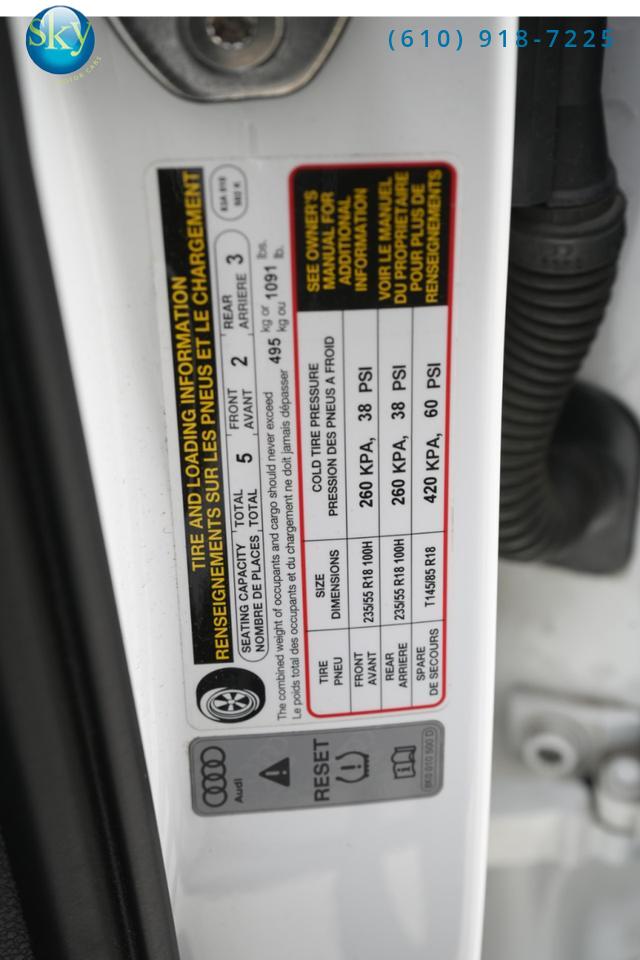 sky
MOTOR CARS
(610) 918-7225
TIRE AND LOADING INFORMATION
RENSEIGNEMENTS SUR LES PNEUS ET LE CHARGEMENT
SEATING CAPACITY TOTAL 5 FRONT 2 REAR 3
NOMBRE DE PLACES TOTAL AVANT ARRIERE
The combined weight of occupants and cargo should never exceed 495 kg or 1091 lbs.
Le poids total des occupants et du chargement ne doit jamais dépasser kg ou lb.
TIRE SIZE COLD TIRE PRESSURE
PNEU DIMENSIONS PRESSION DES PNEUS A FROID
FRONT
AVANT 235/55 R18 100H 260 KPA, 38 PSI
REAR
ARRIERE 235/55 R18 100H 260 KPA, 38 PSI
SPARE
DE SECOURS T145/85 R18 420 KPA, 60 PSI
SEE OWNER'S
MANUAL FOR
ADDITIONAL
INFORMATION
VOIR LE MANUEL
DU PROPRIETAIRE
POUR PLUS DE
RENSEIGNEMENTS
Audi
RESET